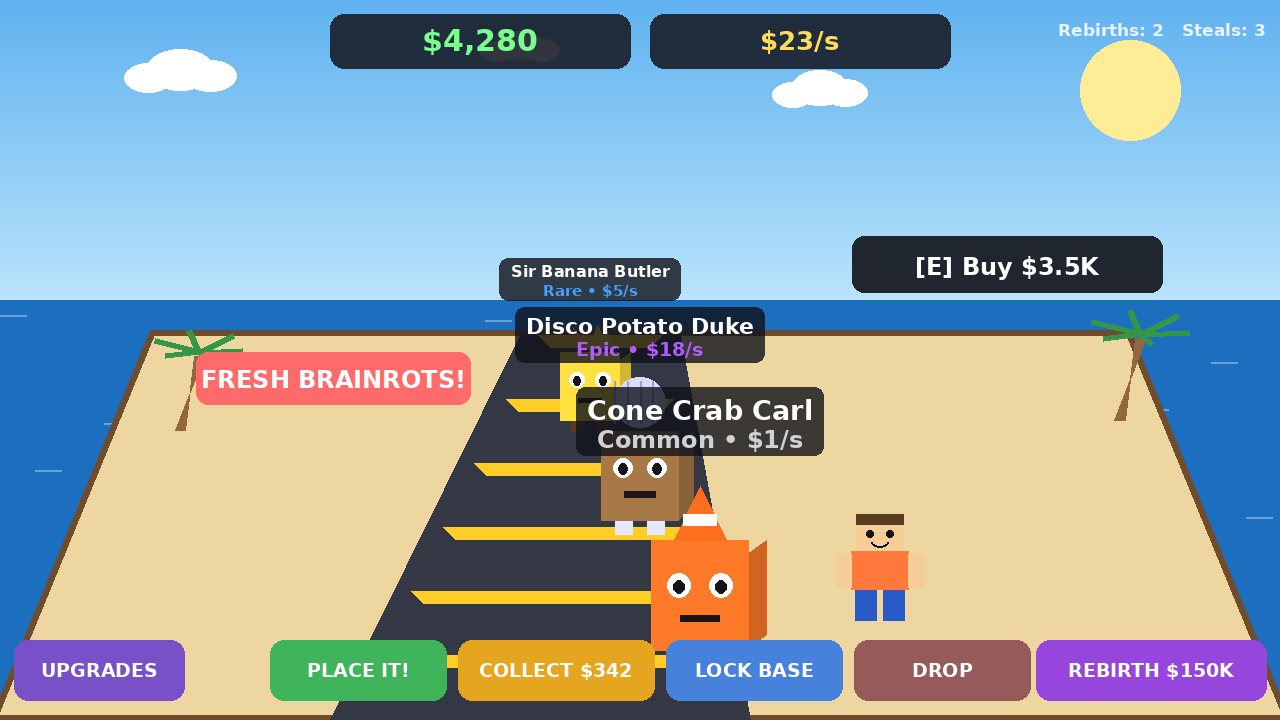 $4,280
$23/s
Rebirths: 2 Steals: 3
[E] Buy $3.5K
Sir Banana Butler
Rare • $5/s
Disco Potato Duke
Epic • $18/s
FRESH BRAINROTS!
Cone Crab Carl
Common • $1/s
UPGRADES
PLACE IT!
COLLECT $342
LOCK BASE
DROP
REBIRTH $150K